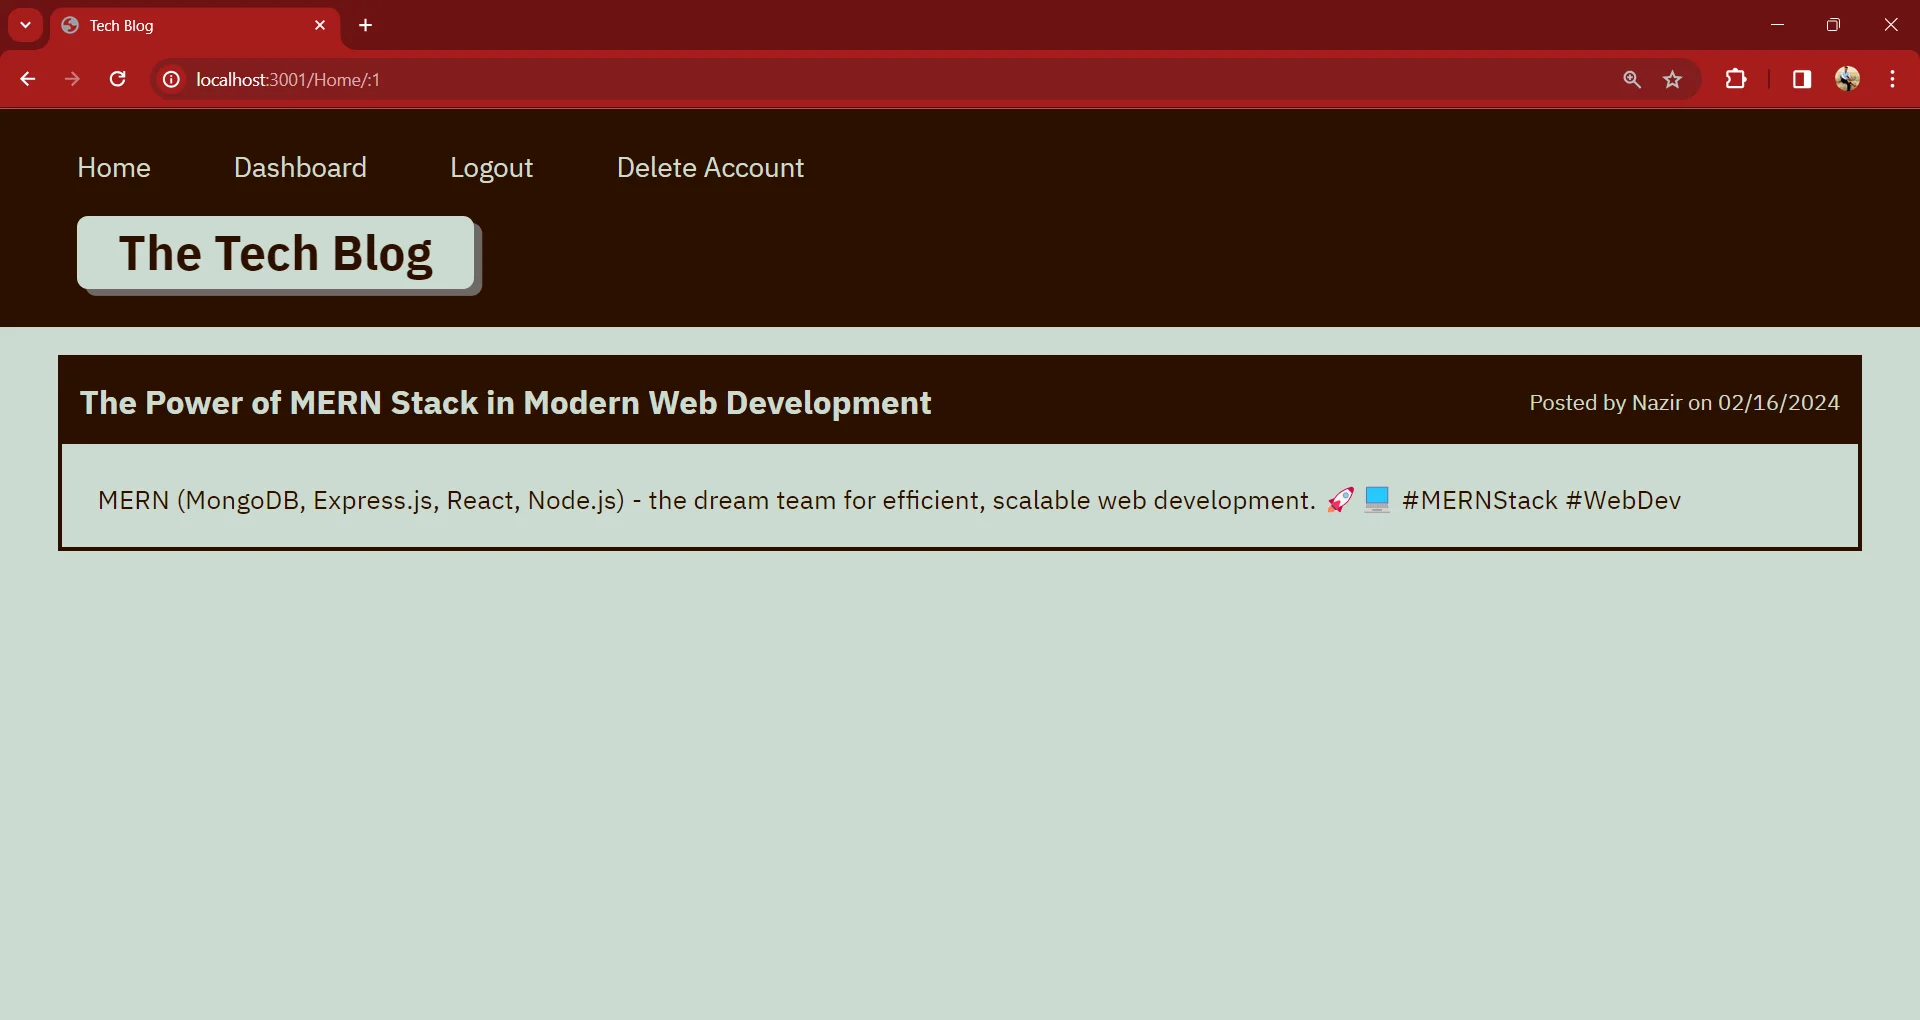 Tech Blog
localhost:3001/Home/:1
Home Dashboard Logout Delete Account
The Tech Blog
The Power of MERN Stack in Modern Web Development Posted by Nazir on 02/16/2024
MERN (MongoDB, Express.js, React, Node.js) - the dream team for efficient, scalable web development. 🚀 💻 #MERNStack #WebDev